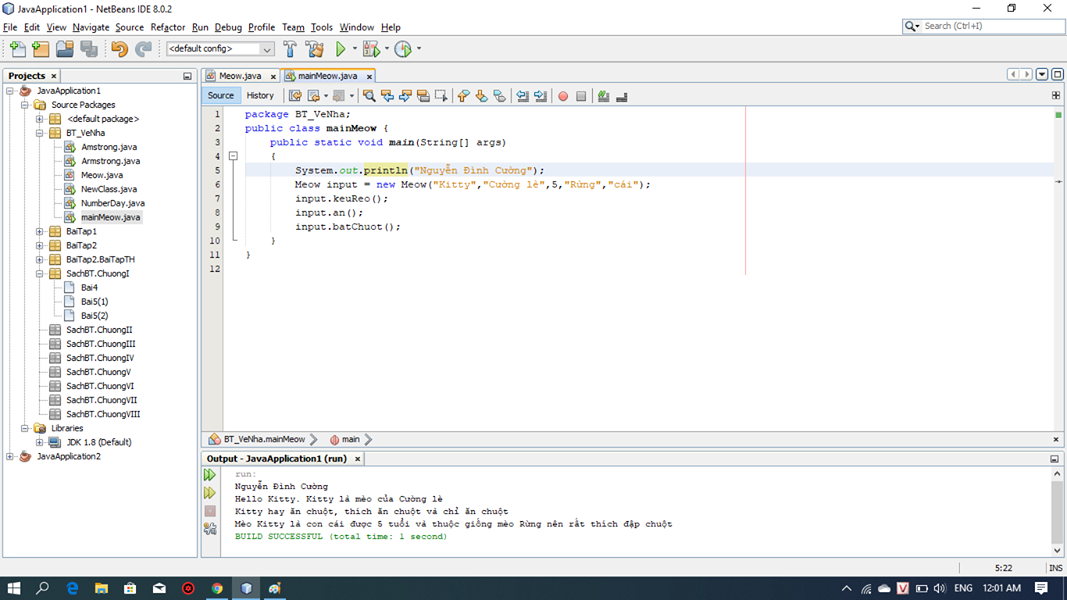 JavaApplication1 - NetBeans IDE 8.0.2
File Edit View Navigate Source Refactor Run Debug Profile Team Tools Window Help
Search (Ctrl+I)
<default config>
Projects
JavaApplication1
Source Packages
<default package>
BT_VeNha
Amstrong.java
Armstrong.java
Meow.java
NewClass.java
NumberDay.java
mainMeow.java
BaiTap1
BaiTap2
BaiTap2.BaiTapTH
SachBT.ChuongI
Bai4
Bai5(1)
Bai5(2)
SachBT.ChuongII
SachBT.ChuongIII
SachBT.ChuongIV
SachBT.ChuongV
SachBT.ChuongVI
SachBT.ChuongVII
SachBT.ChuongVIII
Libraries
JDK 1.8 (Default)
JavaApplication2
Meow.java mainMeow.java
Source History
1 package BT_VeNha;
2 public class mainMeow {
3 public static void main(String[] args)
4 {
5 System.out.println("Nguyễn Đình Cường");
6 Meow input = new Meow("Kitty","Cường lê",5,"Rừng","cái");
7 input.keuReo();
8 input.an();
9 input.batChuot();
10 }
11 }
12
BT_VeNha.mainMeow main
Output - JavaApplication1 (run)
run:
Nguyễn Đình Cường
Hello Kitty. Kitty là mèo của Cường lê
Kitty hay ăn chuột, thích ăn chuột và chỉ ăn chuột
Mèo Kitty là con cái được 5 tuổi và thuộc giống mèo Rừng nên rất thích đập chuột
BUILD SUCCESSFUL (total time: 1 second)
5:22 INS
ENG 12:01 AM